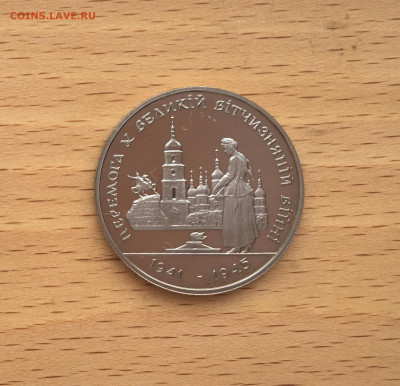 COINS.LAVE.RU
ПЕРЕМОГА У ВЕЛИКІЙ ВІТЧИЗНЯНІЙ ВІЙНІ
1941 - 1945